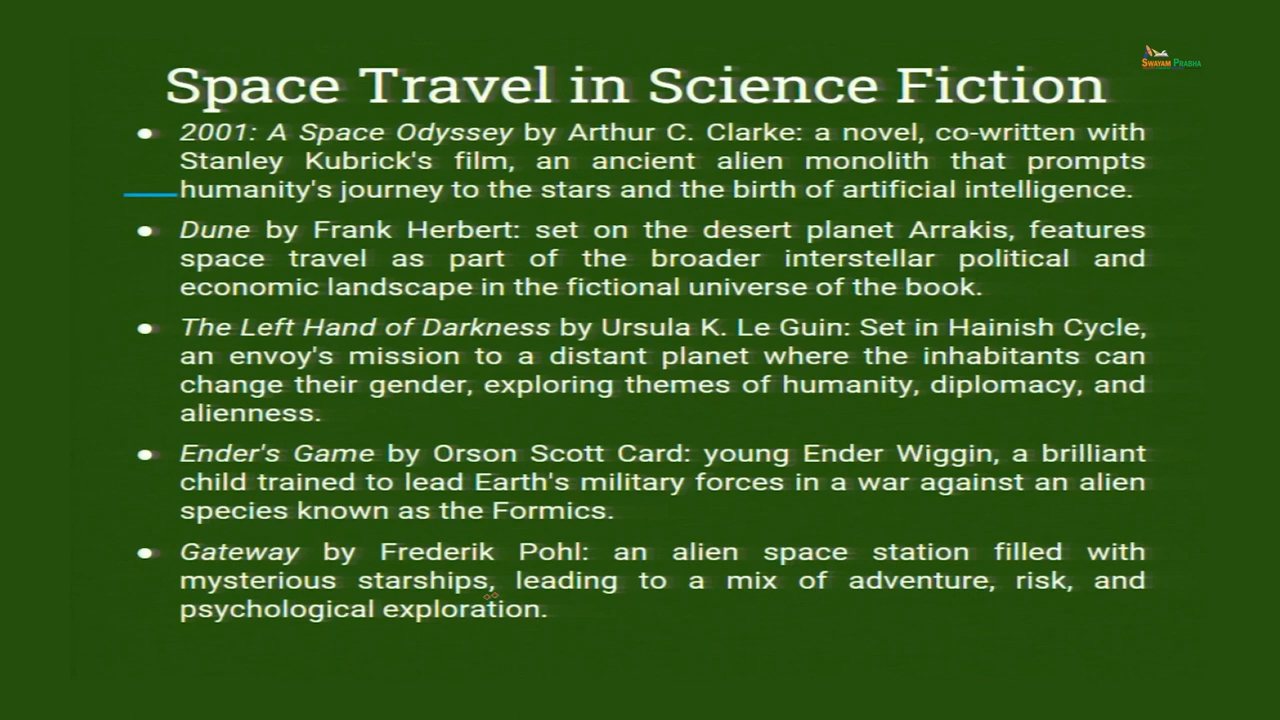 SWAYAM PRABHA
Space Travel in Science Fiction
● 2001: A Space Odyssey by Arthur C. Clarke: a novel, co-written with
Stanley Kubrick's film, an ancient alien monolith that prompts
humanity's journey to the stars and the birth of artificial intelligence.
● Dune by Frank Herbert: set on the desert planet Arrakis, features
space travel as part of the broader interstellar political and
economic landscape in the fictional universe of the book.
● The Left Hand of Darkness by Ursula K. Le Guin: Set in Hainish Cycle,
an envoy's mission to a distant planet where the inhabitants can
change their gender, exploring themes of humanity, diplomacy, and
alienness.
● Ender's Game by Orson Scott Card: young Ender Wiggin, a brilliant
child trained to lead Earth's military forces in a war against an alien
species known as the Formics.
● Gateway by Frederik Pohl: an alien space station filled with
mysterious starships, leading to a mix of adventure, risk, and
psychological exploration.